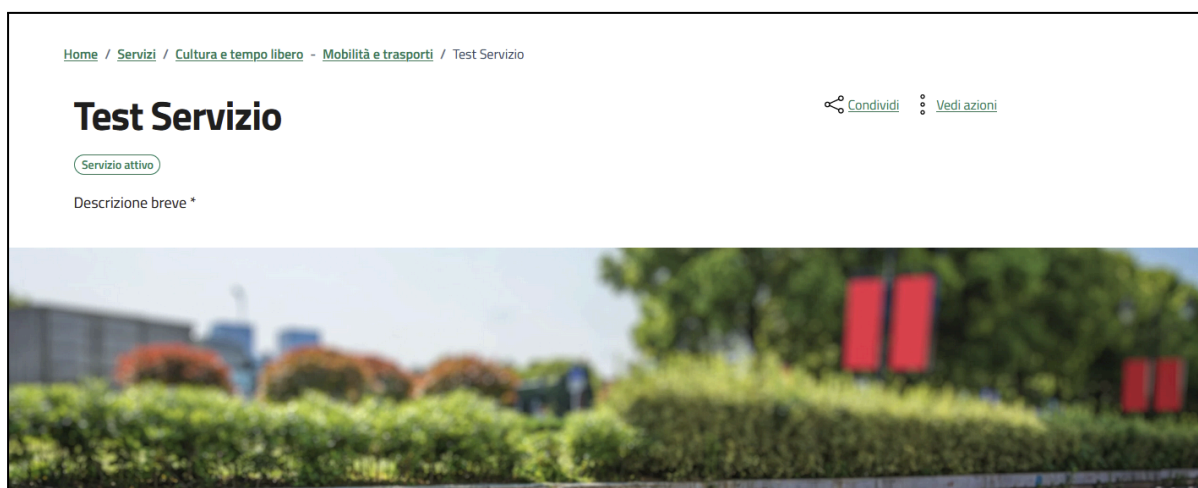 Home / Servizi / Cultura e tempo libero - Mobilità e trasporti / Test Servizio
Test Servizio
Condividi Vedi azioni
Servizio attivo
Descrizione breve *